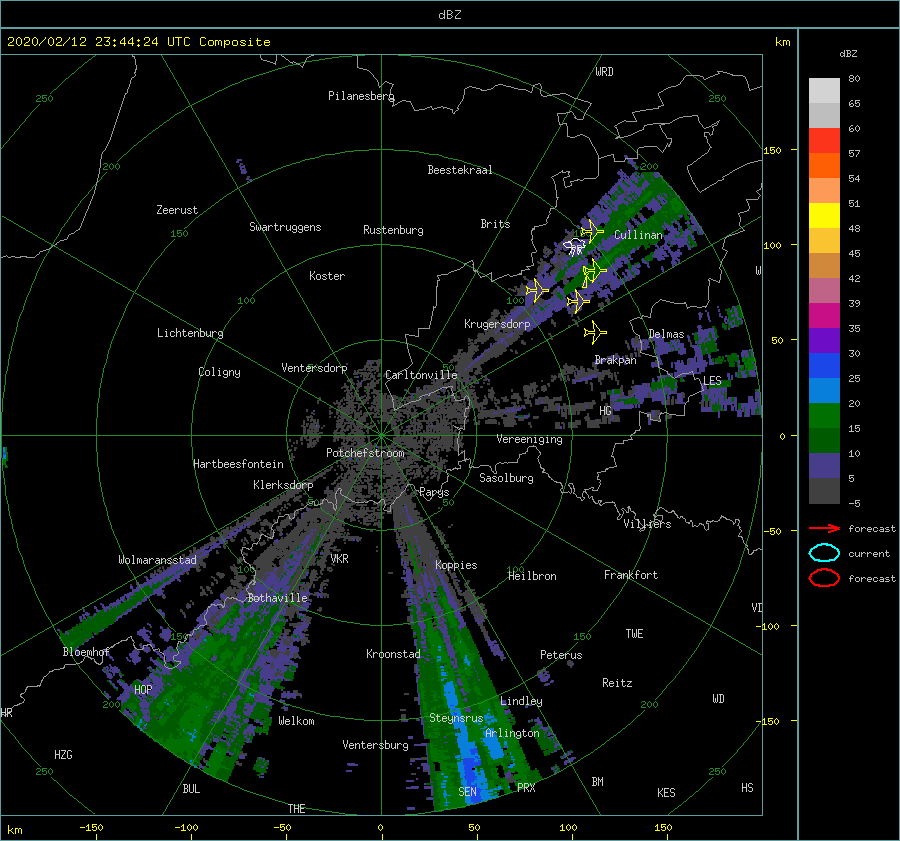 dBZ
2020/02/12 23:44:24 UTC Composite
km
dBZ
WRD
250
250
80
65
60
57
54
51
48
45
42
39
35
30
25
20
15
10
5
-5
Pilanesberg
150
200
200
Beestekraal
Zeerust
Swartruggens
Rustenburg
Brits
150
Cullinan
100
W
Koster
100
100
Krugersdorp
Lichtenburg
Delmas
50
Brakpan
Coligny
Ventersdorp
Carltonville
LES
HG
Vereeniging
0
Potchefstroom
Hartbeesfontein
Klerksdorp
Sasolburg
Parys
50
50
Villiers
-50
forecast
current
forecast
Wolmaransstad
VKR
Koppies
100
100
Heilbron
Frankfort
Bothaville
VD
-100
150
150
TWE
Bloemhof
Kroonstad
Peterus
HOP
Reitz
200
200
Lindley
WD
HR
Welkom
Steynsrus
-150
Arlington
Ventersburg
HZG
250
250
BUL
SEN
PRX
BM
KES
HS
THE
km
-150
-100
-50
0
50
100
150